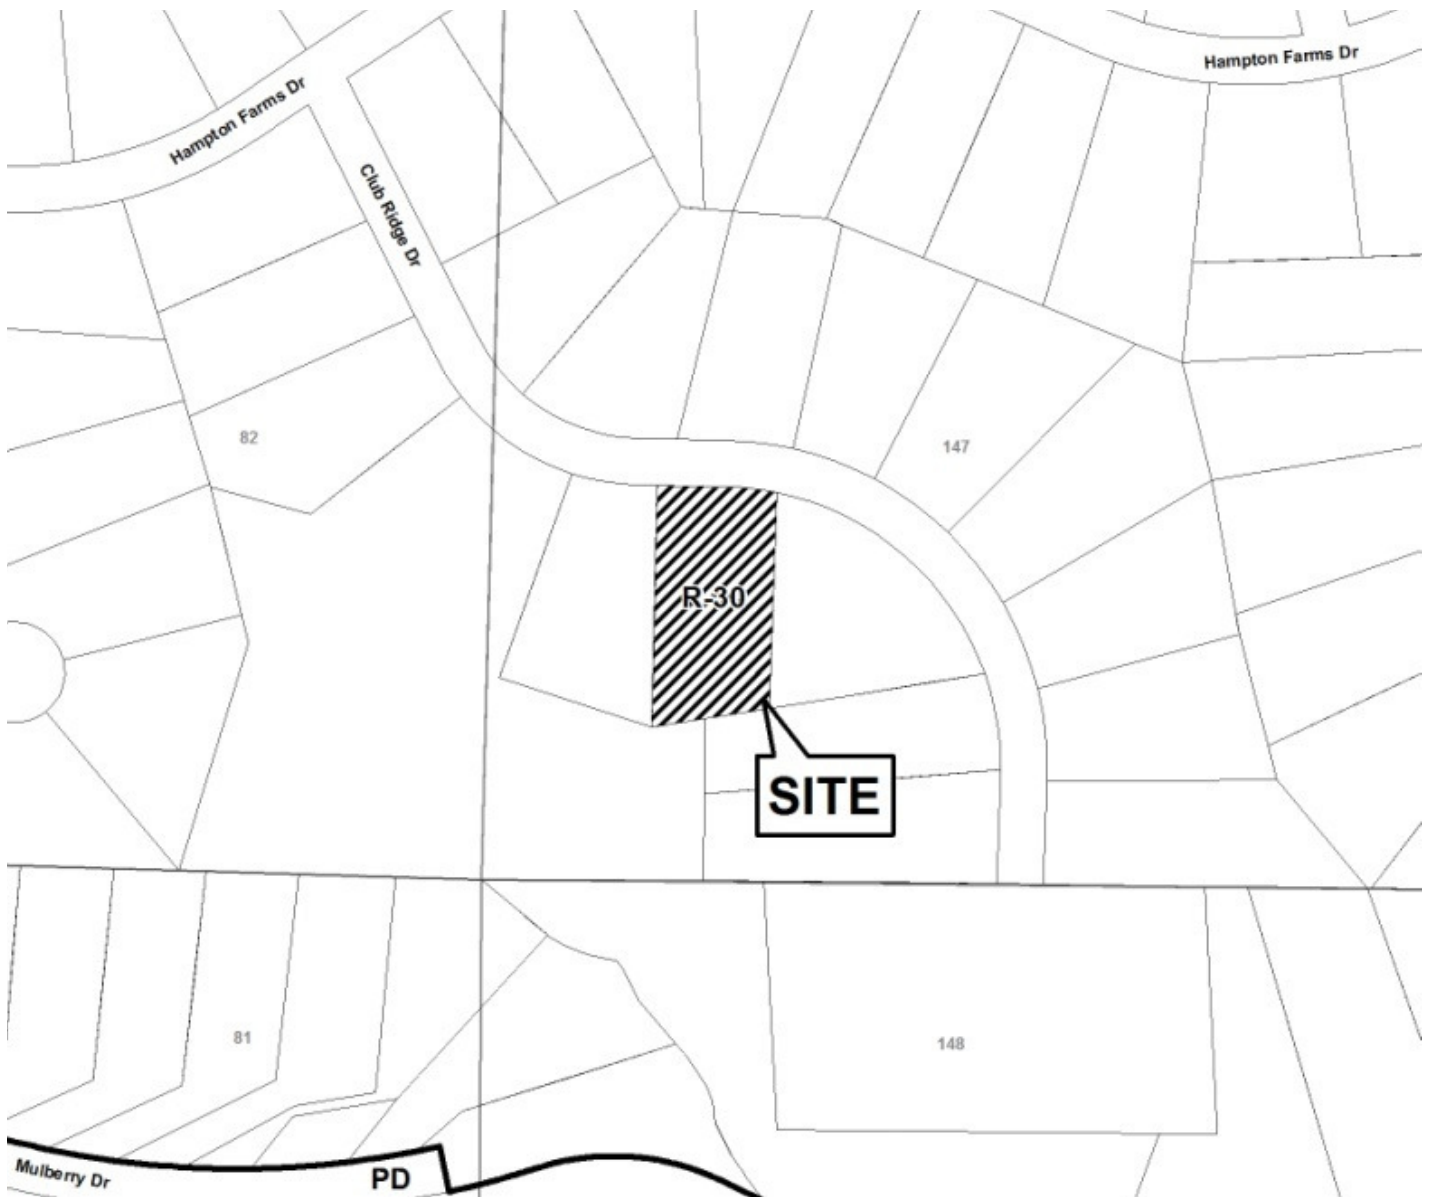 Hampton Farms Dr
Hampton Farms Dr
Club Ridge Dr
82
147
R-30
SITE
81
148
Mulberry Dr
PD